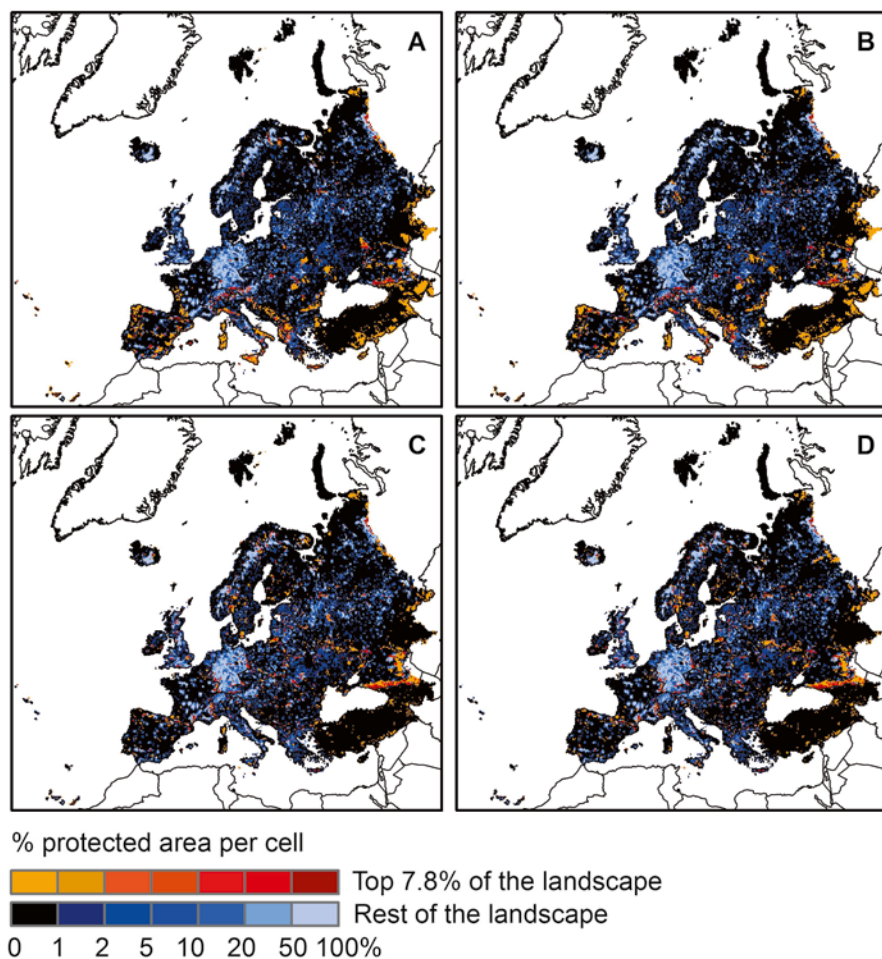 A
B
C
D
% protected area per cell
Top 7.8% of the landscape
Rest of the landscape
0 1 2 5 10 20 50 100%